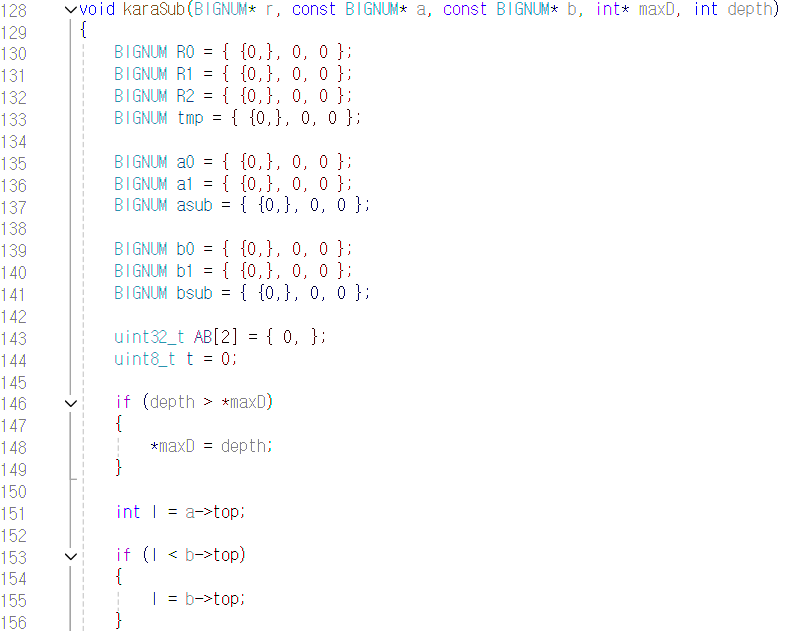 128 void karaSub(BIGNUM* r, const BIGNUM* a, const BIGNUM* b, int* maxD, int depth)
129 {
130     BIGNUM R0 = { {0,}, 0, 0 };
131     BIGNUM R1 = { {0,}, 0, 0 };
132     BIGNUM R2 = { {0,}, 0, 0 };
133     BIGNUM tmp = { {0,}, 0, 0 };
134
135     BIGNUM a0 = { {0,}, 0, 0 };
136     BIGNUM a1 = { {0,}, 0, 0 };
137     BIGNUM asub = { {0,}, 0, 0 };
138
139     BIGNUM b0 = { {0,}, 0, 0 };
140     BIGNUM b1 = { {0,}, 0, 0 };
141     BIGNUM bsub = { {0,}, 0, 0 };
142
143     uint32_t AB[2] = { 0, };
144     uint8_t t = 0;
145
146     if (depth > *maxD)
147     {
148         *maxD = depth;
149     }
150
151     int l = a->top;
152
153     if (l < b->top)
154     {
155         l = b->top;
156     }